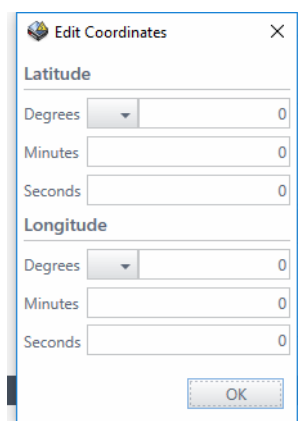 Edit Coordinates
Latitude
Degrees 0
Minutes 0
Seconds 0
Longitude
Degrees 0
Minutes 0
Seconds 0
OK